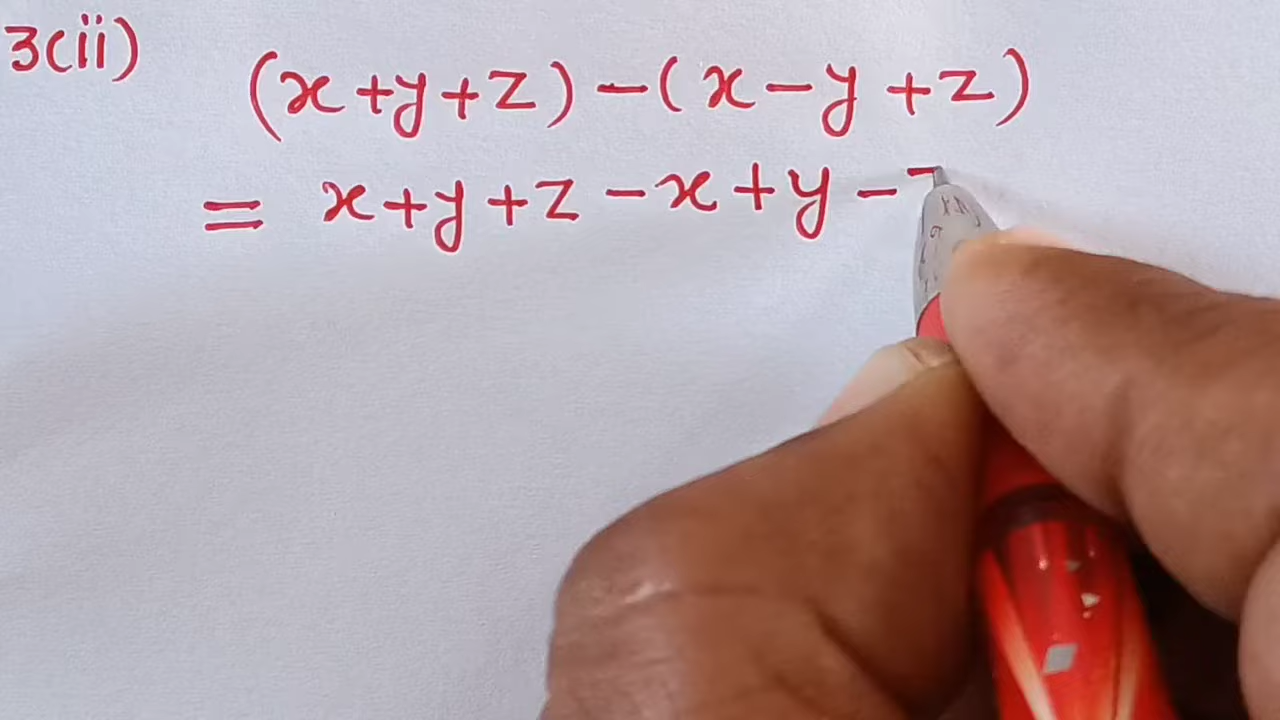 3(ii)
(x+y+z)-(x-y+z)
= x+y+z-x+y-